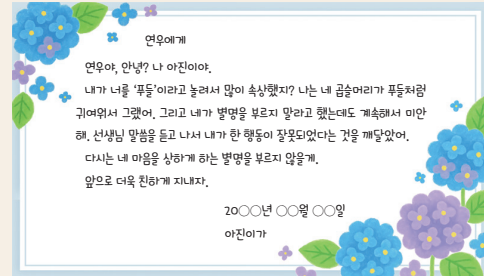 연우에게
연우야, 안녕? 나 아진이야.
내가 너를 '푸들'이라고 놀려서 많이 속상했지? 나는 네 곱슬머리가 푸들처럼
귀여워서 그랬어. 그리고 네가 별명을 부르지 말라고 했는데도 계속해서 미안
해. 선생님 말씀을 듣고 나서 내가 한 행동이 잘못되었다는 것을 깨달았어.
다시는 네 마음을 상하게 하는 별명을 부르지 않을게.
앞으로 더욱 친하게 지내자.
20○○년 ○○월 ○○일
아진이가